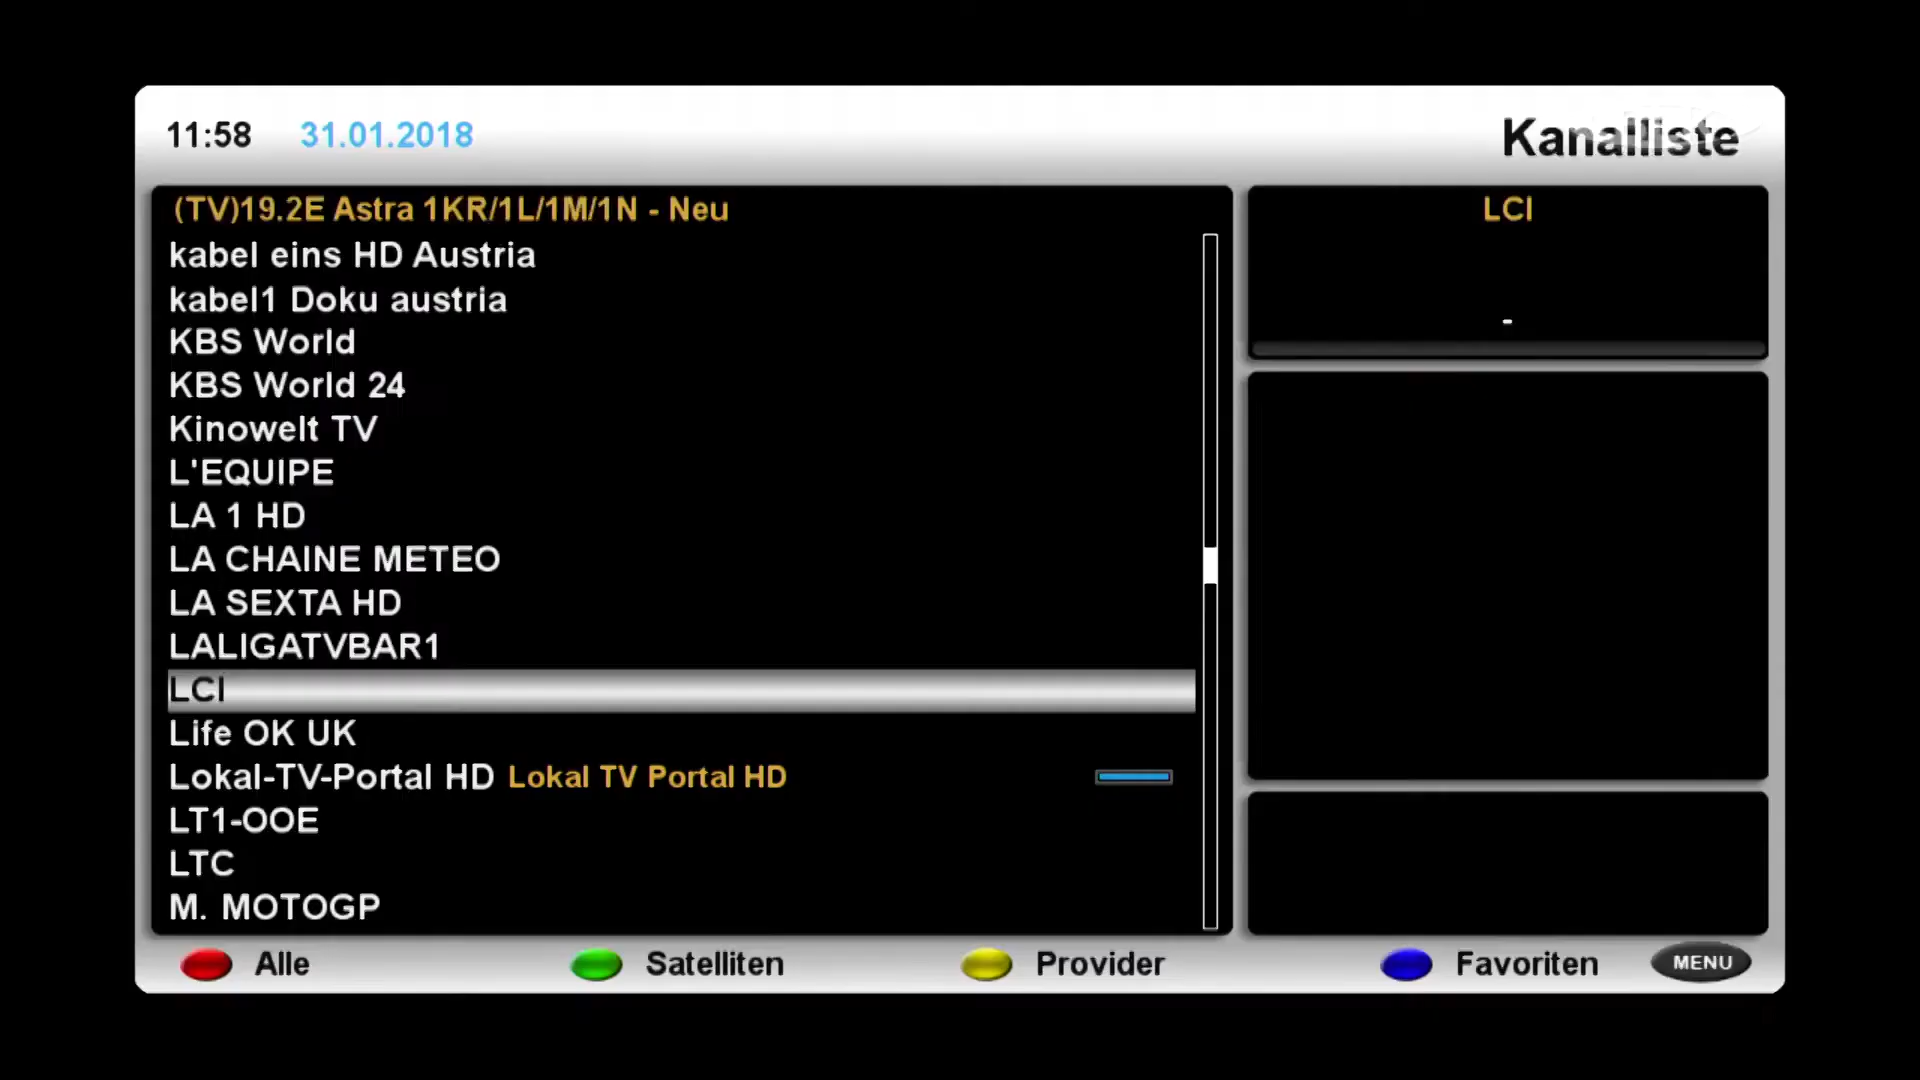 11:58 31.01.2018 Kanalliste
(TV)19.2E Astra 1KR/1L/1M/1N - Neu
kabel eins HD Austria
kabel1 Doku austria
KBS World
KBS World 24
Kinowelt TV
L'EQUIPE
LA 1 HD
LA CHAINE METEO
LA SEXTA HD
LALIGATVBAR1
LCI
Life OK UK
Lokal-TV-Portal HD Lokal TV Portal HD
LT1-OOE
LTC
M. MOTOGP
LCI
-
Alle Satelliten Provider Favoriten MENU